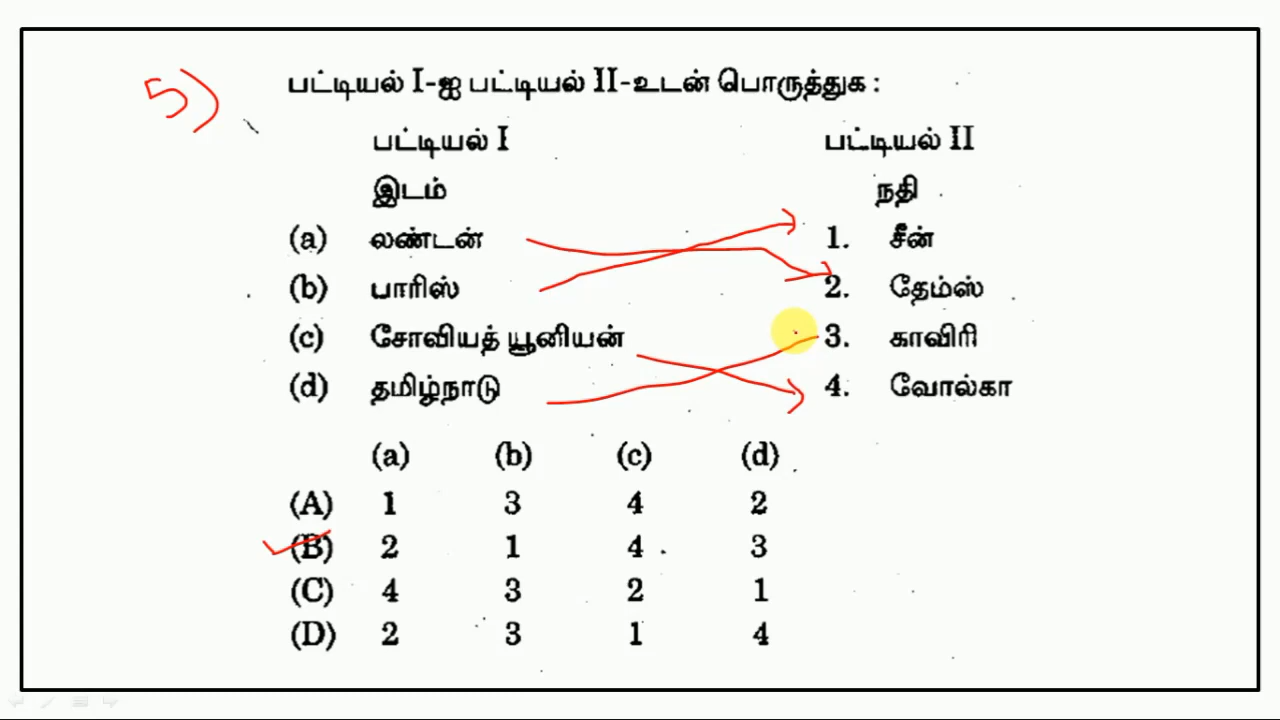 5)
பட்டியல் I-ஐ பட்டியல் II-உடன் பொருத்துக :
பட்டியல் I பட்டியல் II
இடம் நதி
(a) லண்டன் 1. சீன்
(b) பாரிஸ் 2. தேம்ஸ்
(c) சோவியத் யூனியன் 3. காவிரி
(d) தமிழ்நாடு 4. வோல்கா
(a) (b) (c) (d)
(A) 1 3 4 2
(B) 2 1 4 3
(C) 4 3 2 1
(D) 2 3 1 4